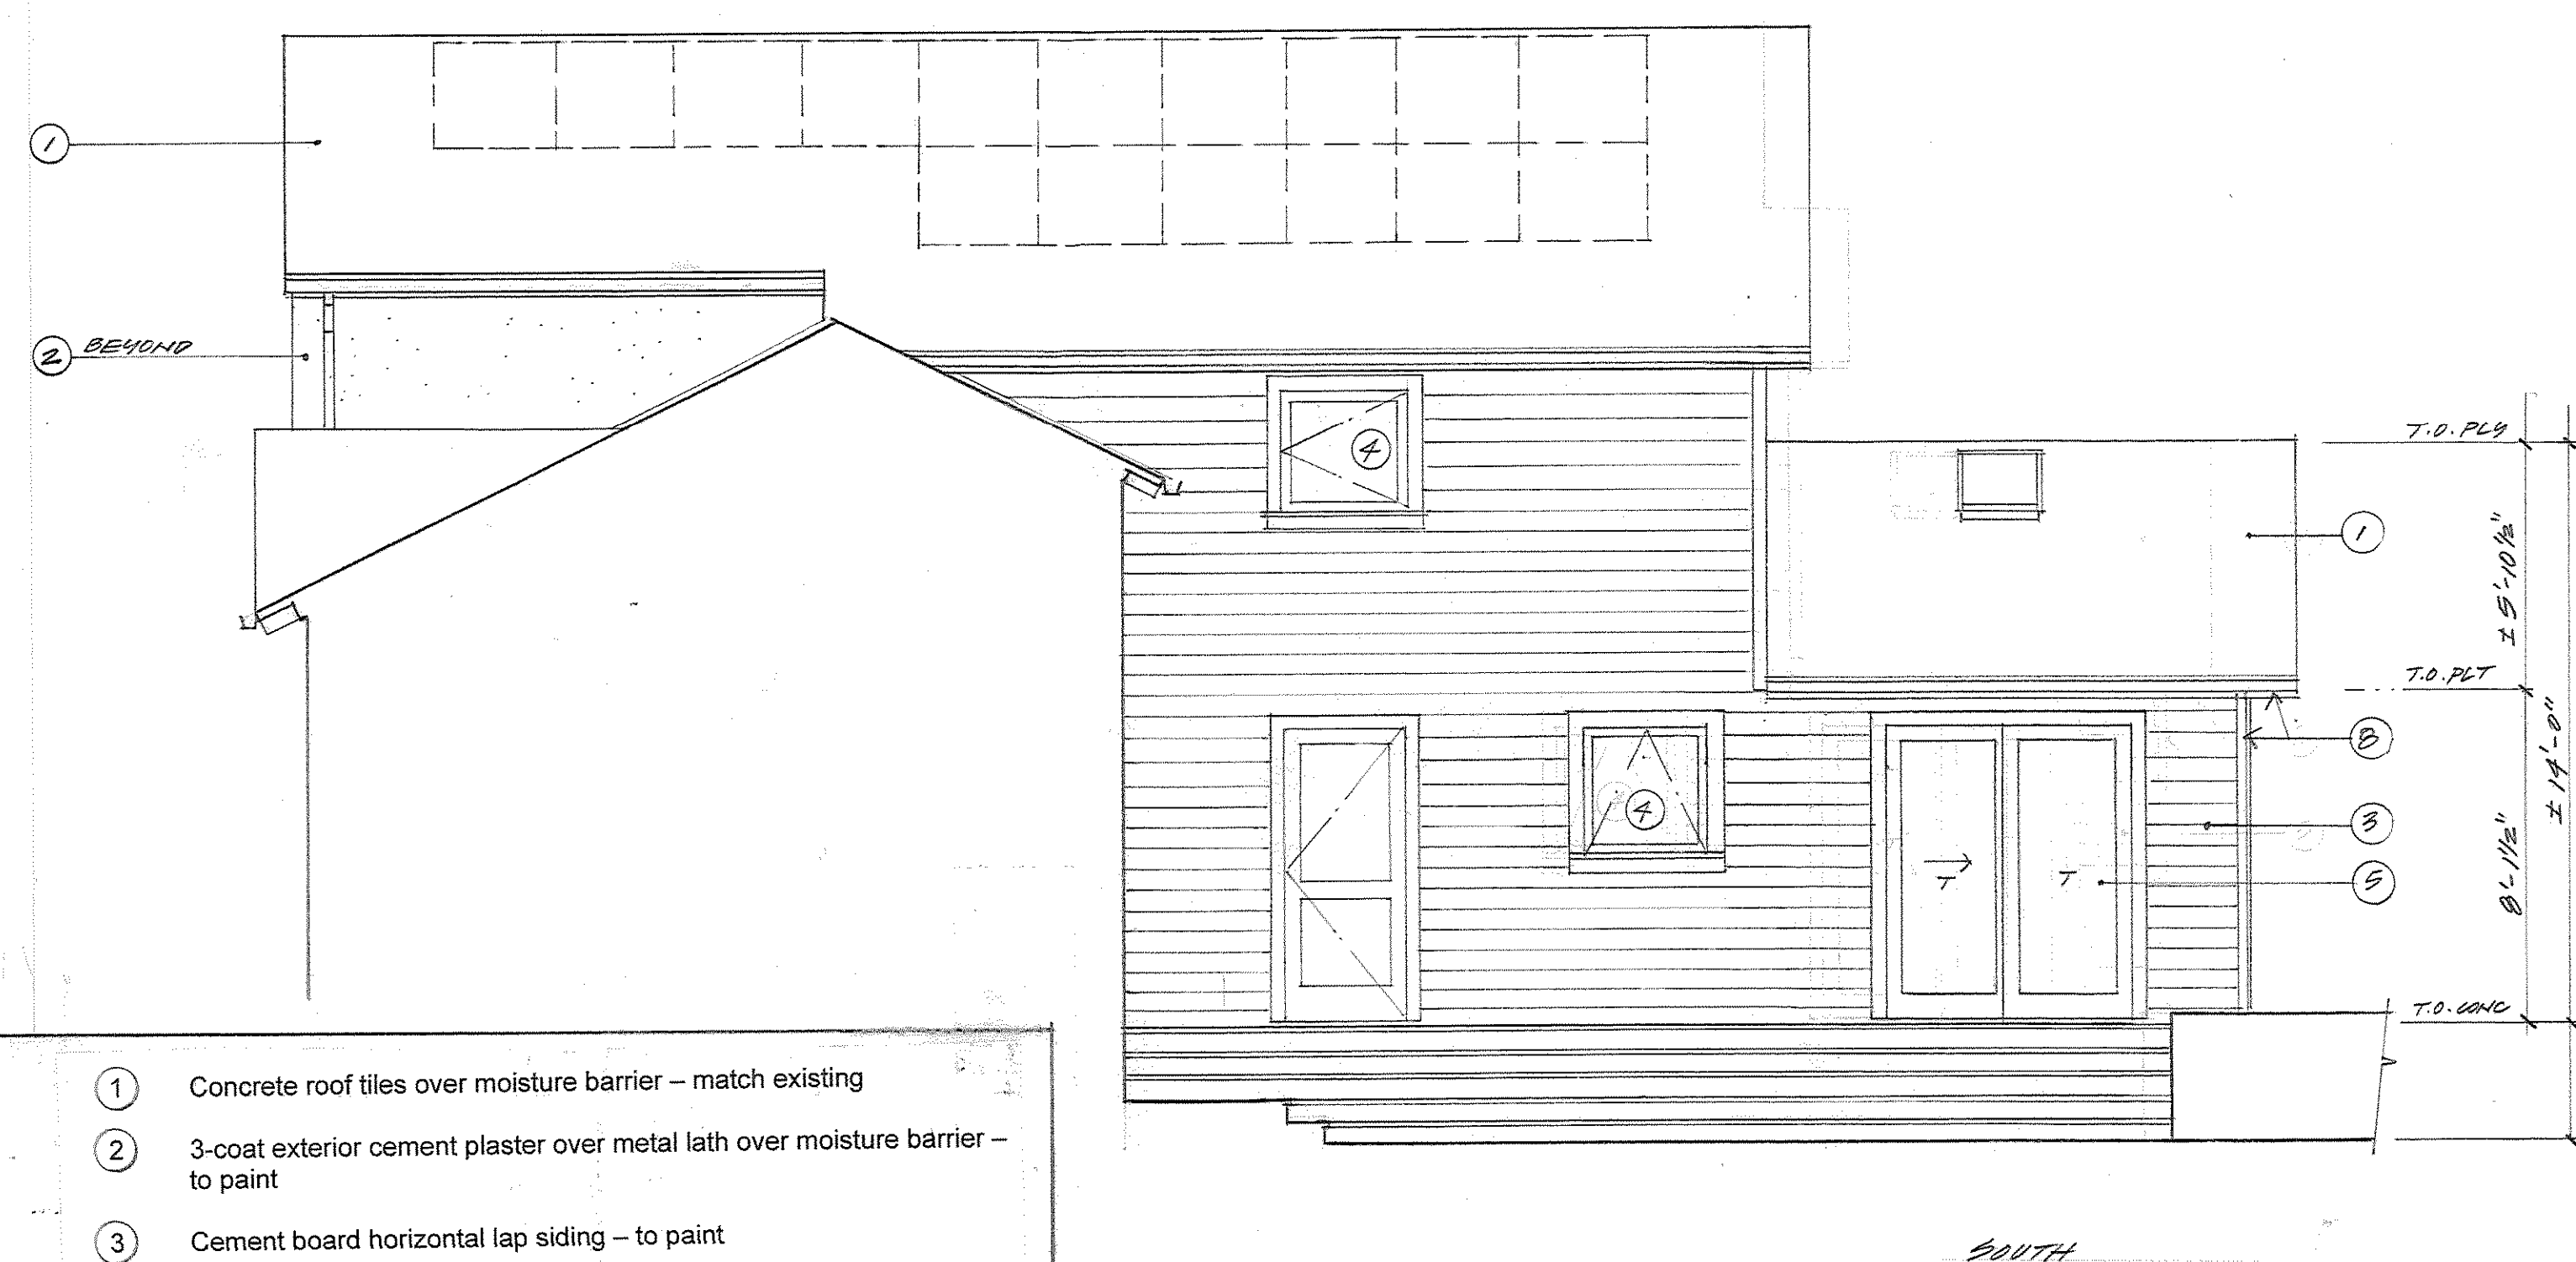 1
2 BEYOND
4
T.O. PLY
1
± 5'-10½"
T.O. PLT
8
± 14'-0"
4
3
T
T
5
8'-1½"
T.O. CONC
1 Concrete roof tiles over moisture barrier – match existing
2 3-coat exterior cement plaster over metal lath over moisture barrier –
to paint
3 Cement board horizontal lap siding – to paint
SOUTH